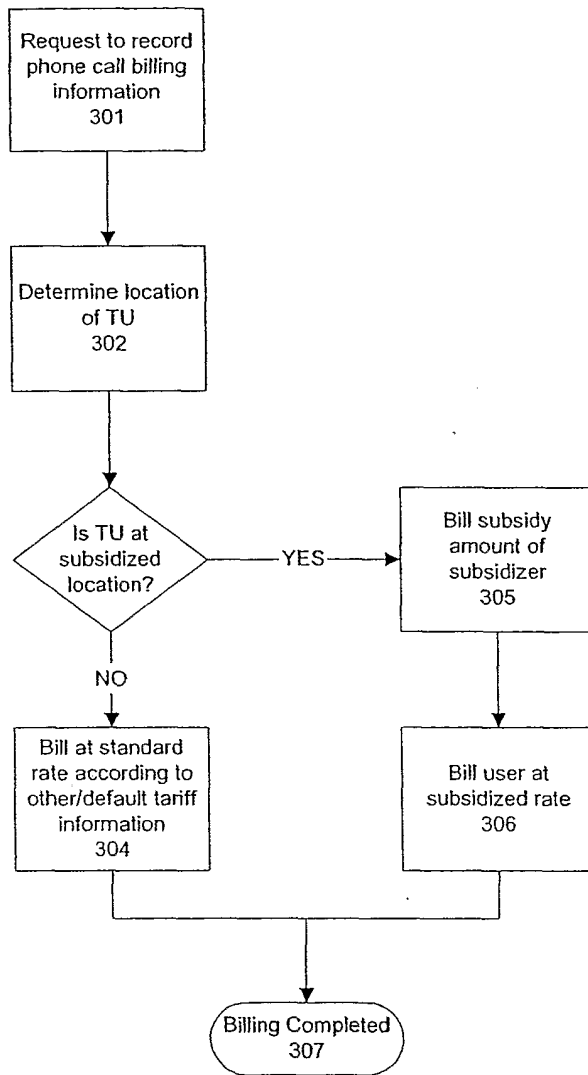 Request to record
phone call billing
information
301
Determine location
of TU
302
Is TU at
subsidized
location?
YES
NO
Bill subsidy
amount of
subsidizer
305
Bill at standard
rate according to
other/default tariff
information
304
Bill user at
subsidized rate
306
Billing Completed
307